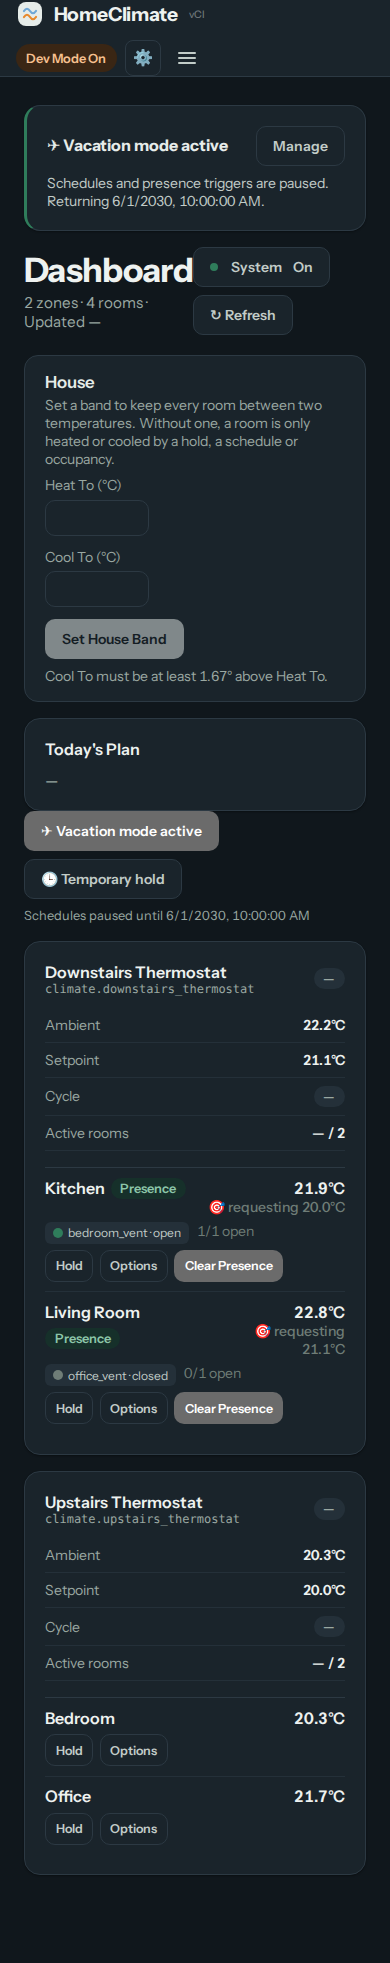 HomeClimate vCI
Dev Mode On
✈ Vacation mode active
Manage
Schedules and presence triggers are paused.
Returning 6/1/2030, 10:00:00 AM.
Dashboard
System On
2 zones · 4 rooms ·
Updated —
↻ Refresh
House
Set a band to keep every room between two
temperatures. Without one, a room is only
heated or cooled by a hold, a schedule or
occupancy.
Heat To (°C)
Cool To (°C)
Set House Band
Cool To must be at least 1.67° above Heat To.
Today's Plan
—
✈ Vacation mode active
🕒 Temporary hold
Schedules paused until 6/1/2030, 10:00:00 AM
Downstairs Thermostat
—
climate.downstairs_thermostat
Ambient 22.2°C
Setpoint 21.1°C
Cycle —
Active rooms — / 2
Kitchen Presence 21.9°C
🎯 requesting 20.0°C
bedroom_vent · open 1/1 open
Hold Options Clear Presence
Living Room 22.8°C
Presence
🎯 requesting
21.1°C
office_vent · closed 0/1 open
Hold Options Clear Presence
Upstairs Thermostat
—
climate.upstairs_thermostat
Ambient 20.3°C
Setpoint 20.0°C
Cycle —
Active rooms — / 2
Bedroom 20.3°C
Hold Options
Office 21.7°C
Hold Options